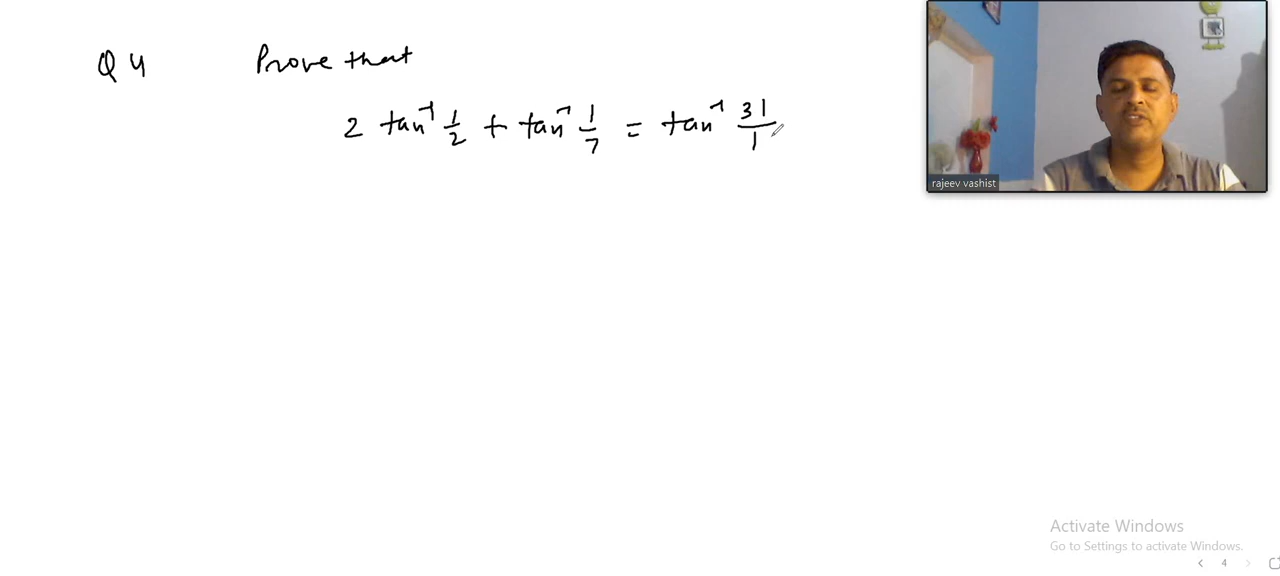 Q 4 Prove that
2 tan⁻¹ 1/2 + tan⁻¹ 1/7 = tan⁻¹ 31/1
rajeev vashist
Activate Windows
Go to Settings to activate Windows.
4